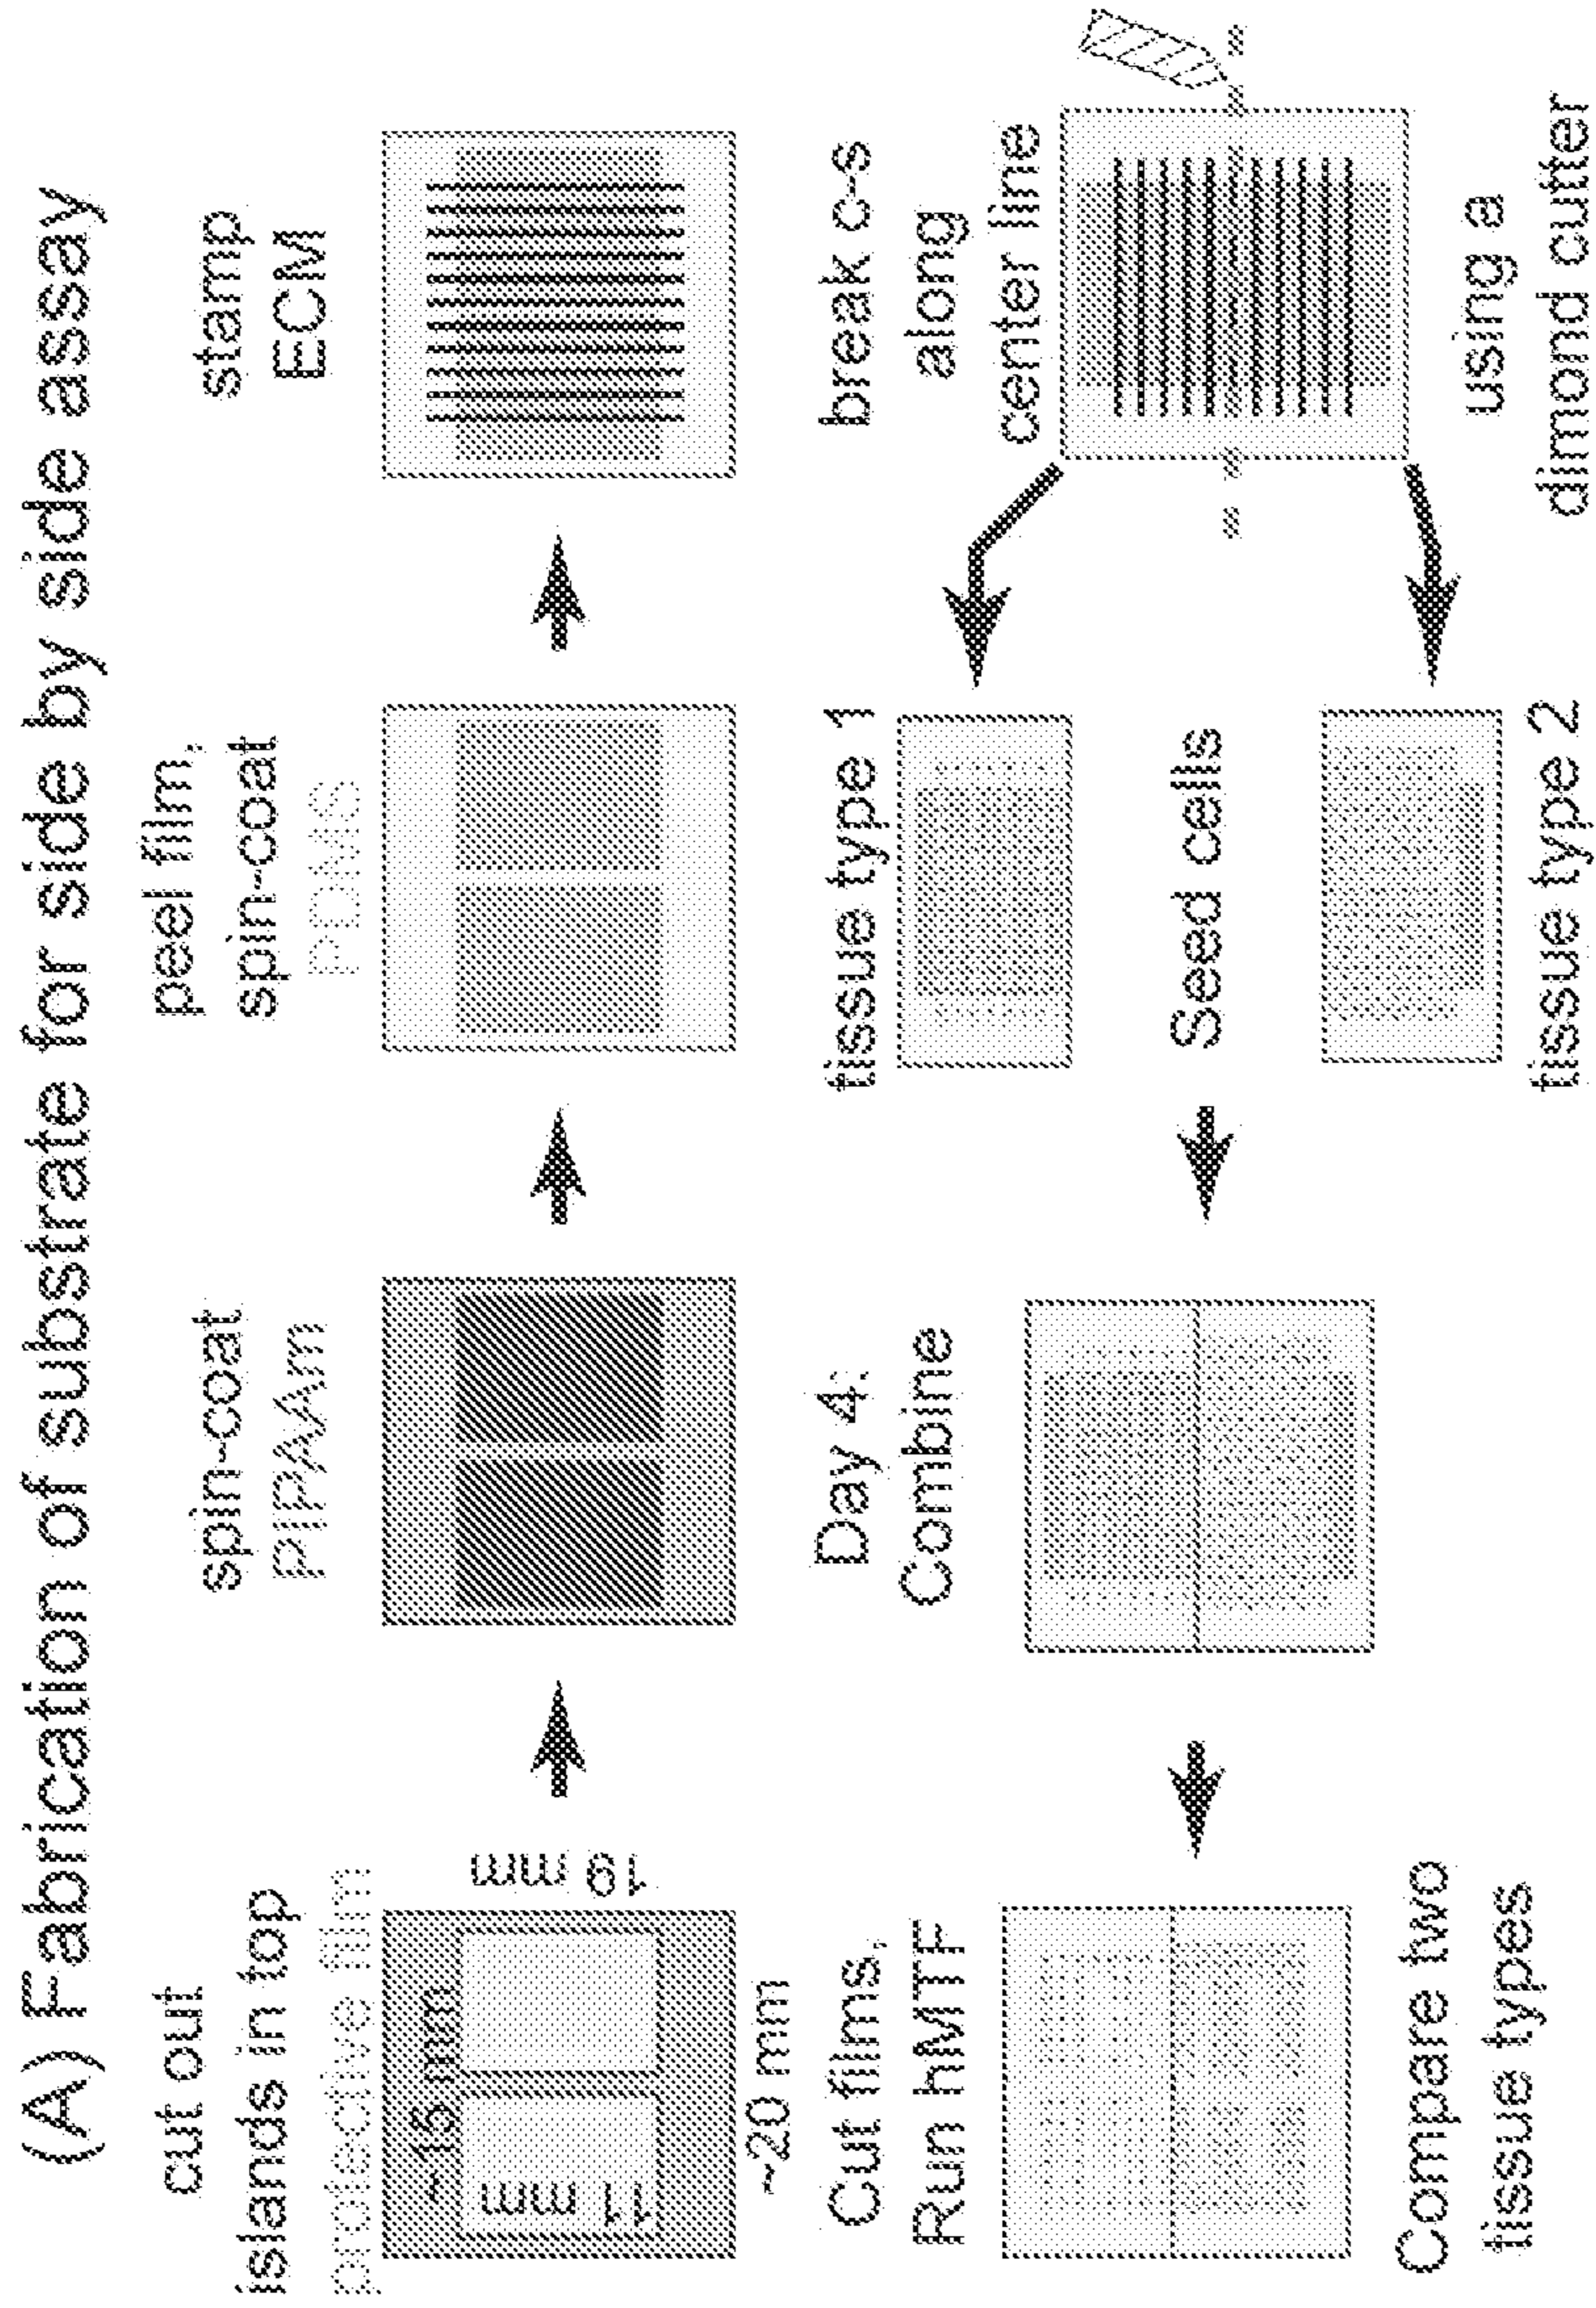 (A) Fabrication of substrate for side by side assay
cut out
islands in top
protective film
~15 mm
11 mm
19 mm
~20 mm
spin-coat
PIPAAm
peel film,
spin-coat
PDMS
stamp
ECM
break c-s
along
center line
using a
dimond cutter
tissue type 1
Seed cells
tissue type 2
Day 4:
Combine
Cut films,
Run hMTF
Compare two
tissue types